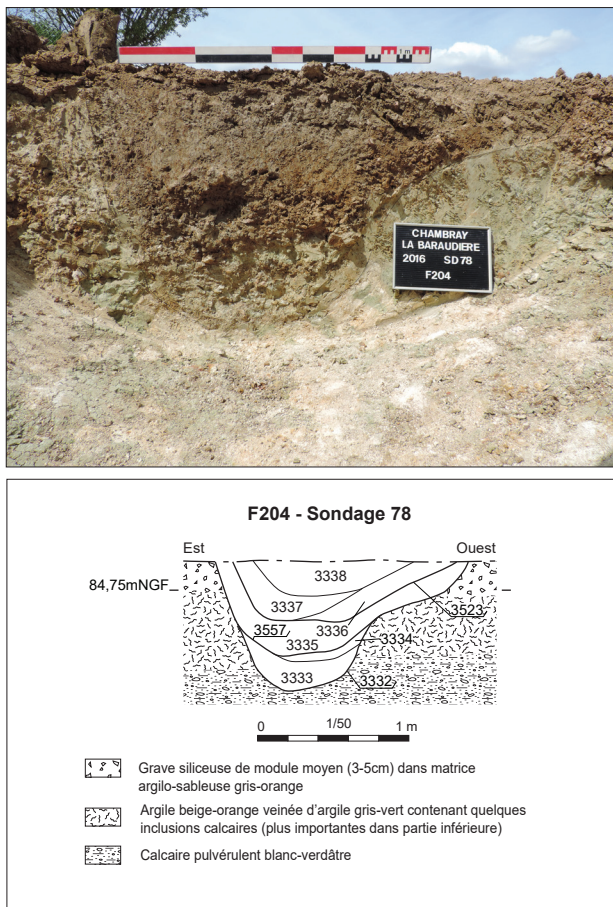 1 m
CHAMBRAY
LA BARAUDIERE
2016 SD 78
F204
F204 - Sondage 78
Est
Ouest
84,75mNGF
3338
3337
3523
3557
3336
3334
3335
3333
3332
0 1/50 1 m
Grave siliceuse de module moyen (3-5cm) dans matrice
argilo-sableuse gris-orange
Argile beige-orange veinée d'argile gris-vert contenant quelques
inclusions calcaires (plus importantes dans partie inférieure)
Calcaire pulvérulent blanc-verdâtre